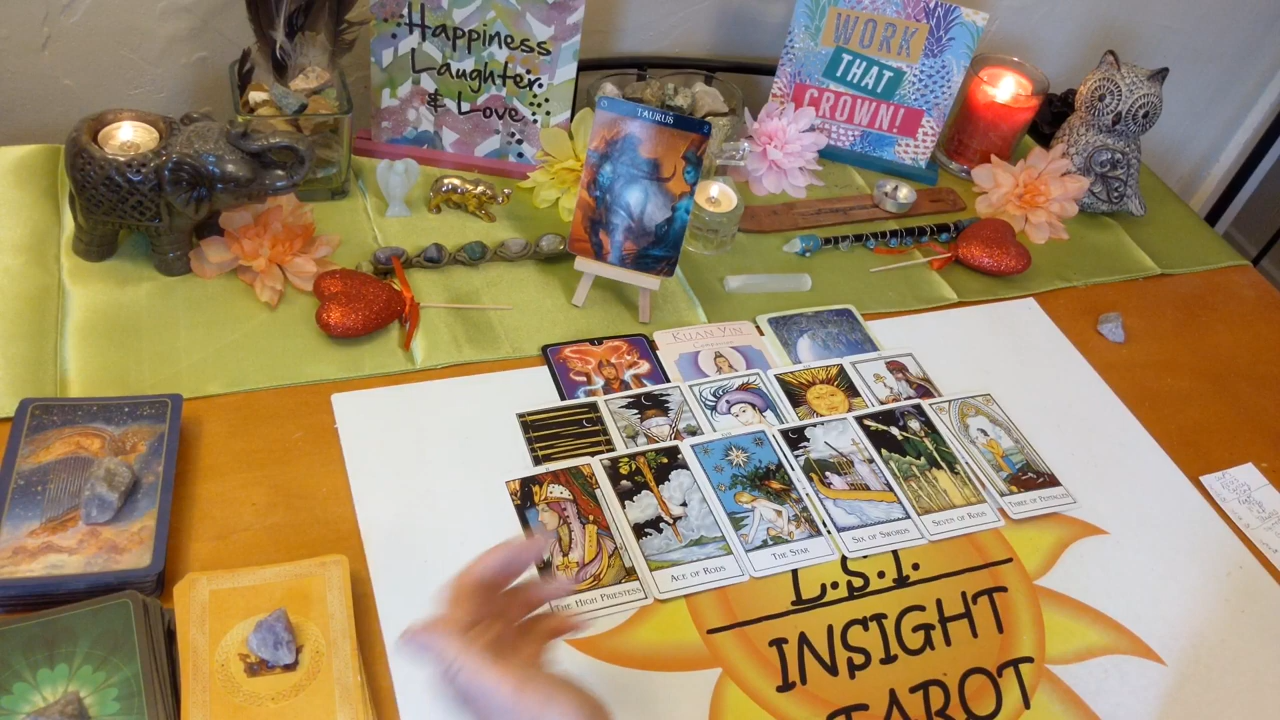 Happiness
Laughter
& Love
WORK
THAT
CROWN!
TAURUS
KUAN YIN
Compassion
THE HIGH PRIESTESS
ACE OF RODS
THE STAR
SIX OF SWORDS
SEVEN OF RODS
THREE OF PENTACLES
L.S.I.
INSIGHT
TAROT